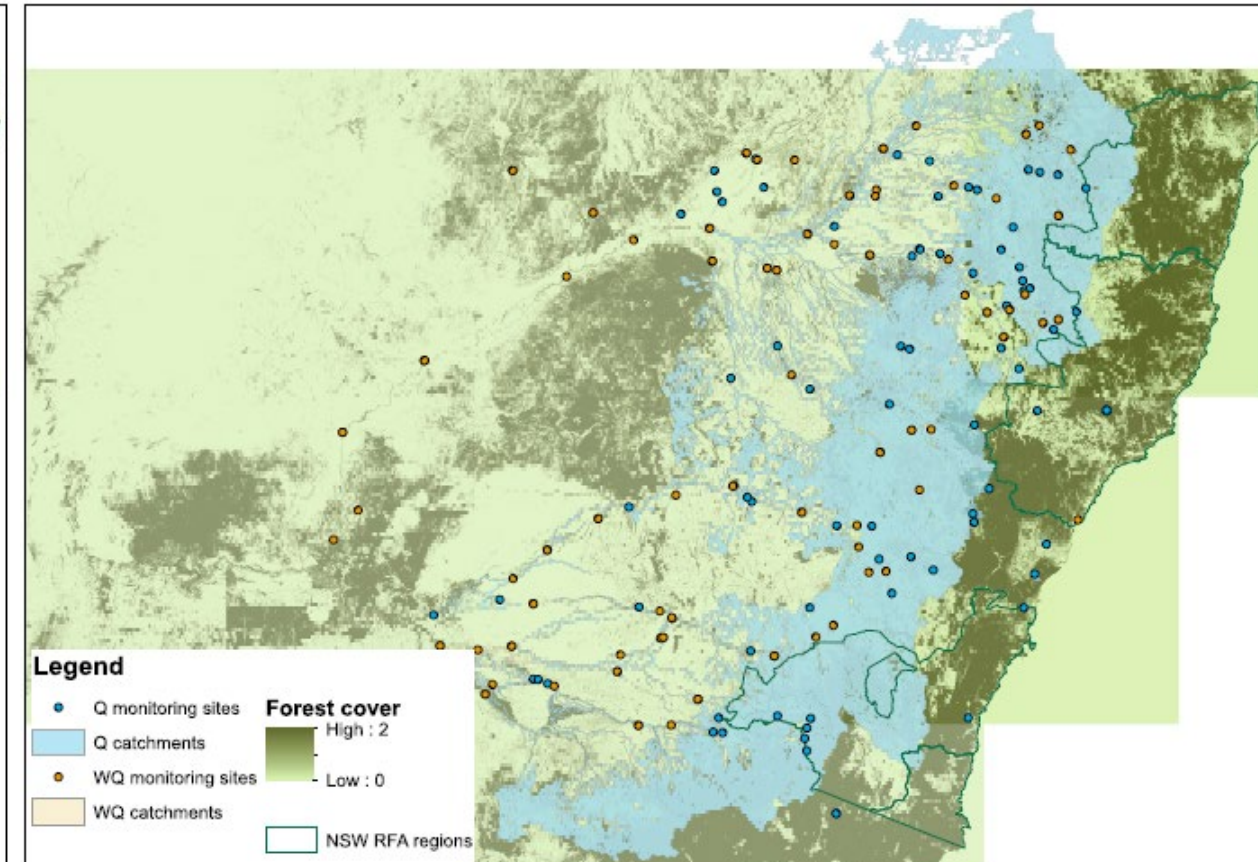 Legend
Q monitoring sites
Q catchments
WQ monitoring sites
WQ catchments
Forest cover
High : 2
Low : 0
NSW RFA regions